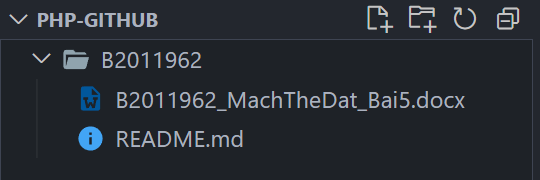 PHP-GITHUB
B2011962
B2011962_MachTheDat_Bai5.docx
README.md